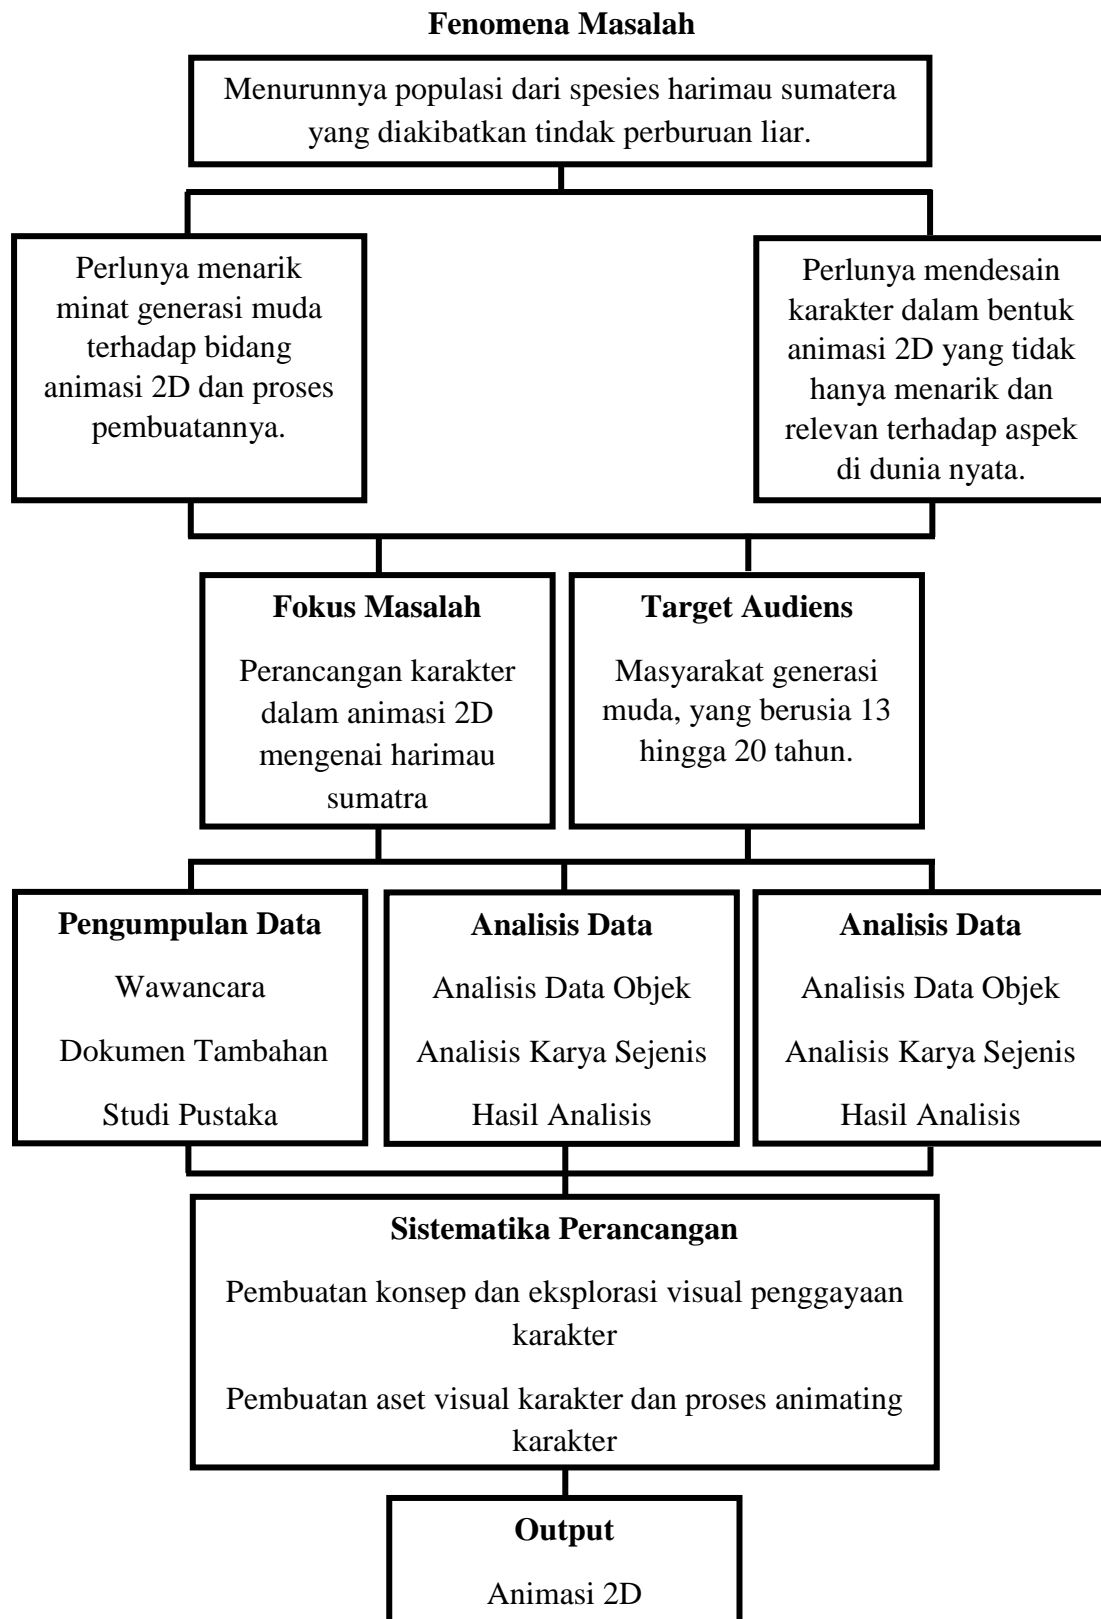 Fenomena Masalah
Menurunnya populasi dari spesies harimau sumatera
yang diakibatkan tindak perburuan liar.
Perlunya menarik
minat generasi muda
terhadap bidang
animasi 2D dan proses
pembuatannya.
Perlunya mendesain
karakter dalam bentuk
animasi 2D yang tidak
hanya menarik dan
relevan terhadap aspek
di dunia nyata.
Fokus Masalah
Perancangan karakter
dalam animasi 2D
mengenai harimau
sumatra
Target Audiens
Masyarakat generasi
muda, yang berusia 13
hingga 20 tahun.
Pengumpulan Data
Wawancara
Dokumen Tambahan
Studi Pustaka
Analisis Data
Analisis Data Objek
Analisis Karya Sejenis
Hasil Analisis
Analisis Data
Analisis Data Objek
Analisis Karya Sejenis
Hasil Analisis
Sistematika Perancangan
Pembuatan konsep dan eksplorasi visual penggayaan
karakter
Pembuatan aset visual karakter dan proses animating
karakter
Output
Animasi 2D